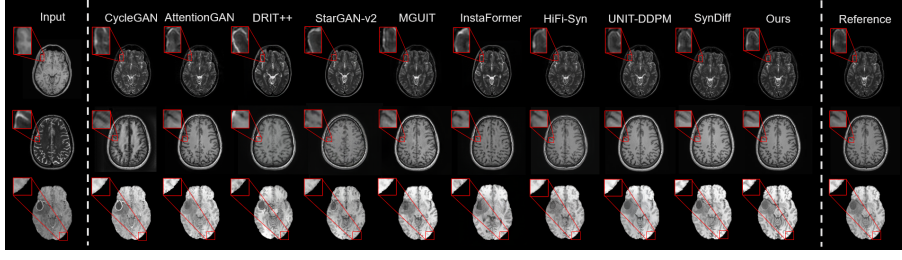 Input CycleGAN AttentionGAN DRIT++ StarGAN-v2 MGUIT InstaFormer HiFi-Syn UNIT-DDPM SynDiff Ours Reference